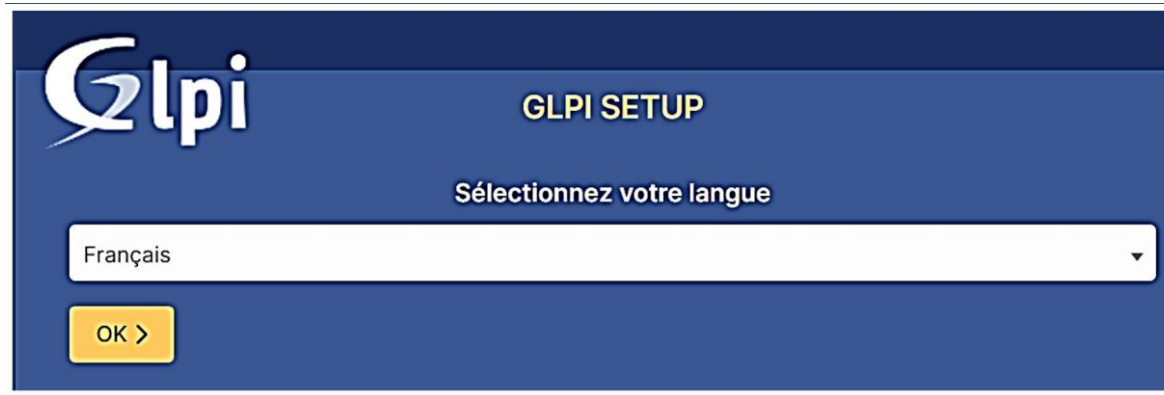 Glpi
GLPI SETUP
Sélectionnez votre langue
Français
OK >